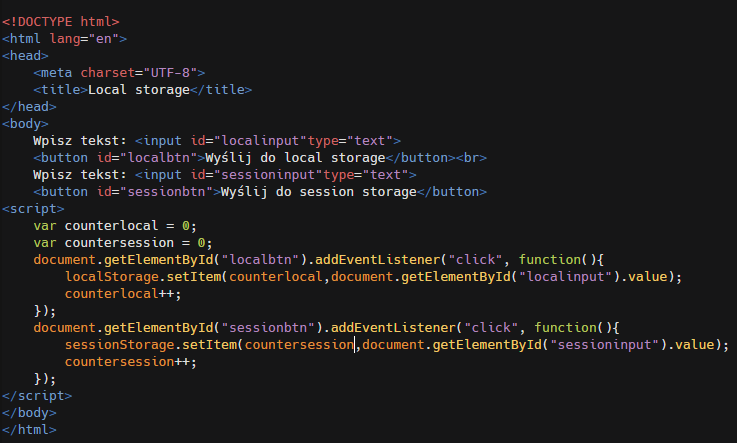 <!DOCTYPE html>
<html lang="en">
<head>
    <meta charset="UTF-8">
    <title>Local storage</title>
</head>
<body>
    Wpisz tekst: <input id="localinput"type="text">
    <button id="localbtn">Wyślij do local storage</button><br>
    Wpisz tekst: <input id="sessioninput"type="text">
    <button id="sessionbtn">Wyślij do session storage</button>
<script>
    var counterlocal = 0;
    var countersession = 0;
    document.getElementById("localbtn").addEventListener("click", function(){
        localStorage.setItem(counterlocal,document.getElementById("localinput").value);
        counterlocal++;
    });
    document.getElementById("sessionbtn").addEventListener("click", function(){
        sessionStorage.setItem(countersession,document.getElementById("sessioninput").value);
        countersession++;
    });
</script>
</body>
</html>